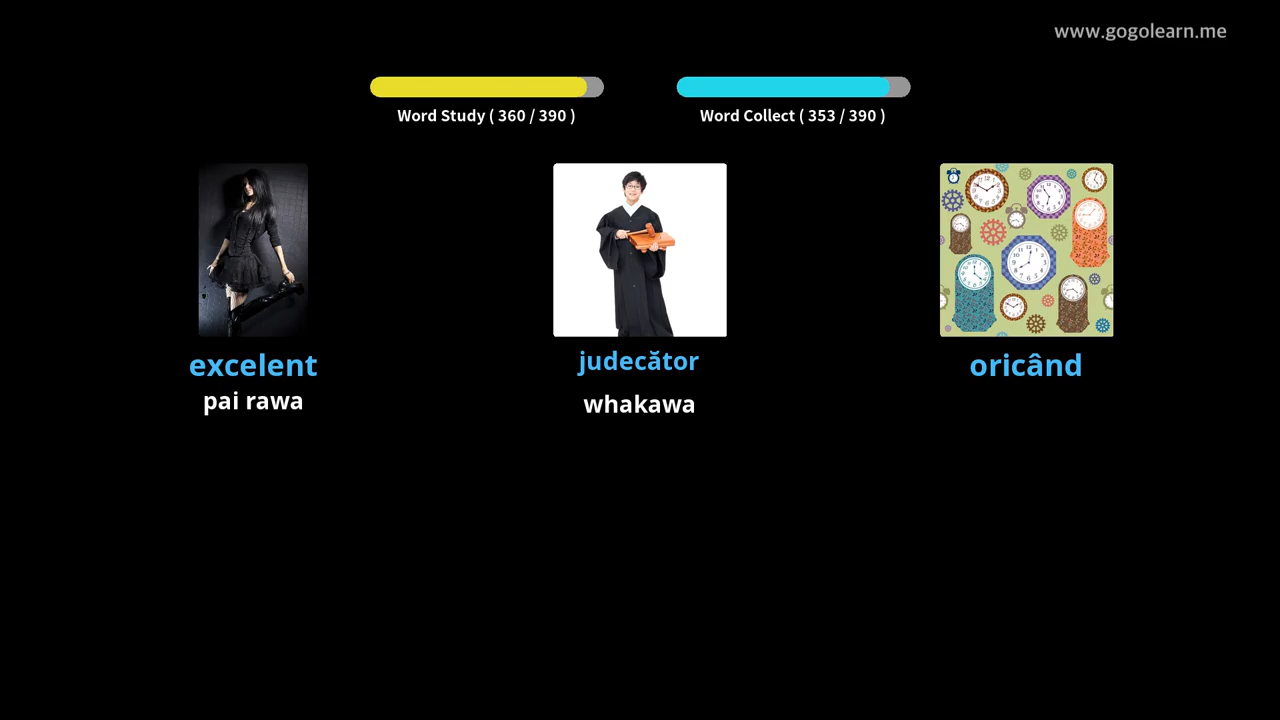 www.gogolearn.me
Word Study ( 360 / 390 )
Word Collect ( 353 / 390 )
excelent
pai rawa
judecător
whakawa
oricând